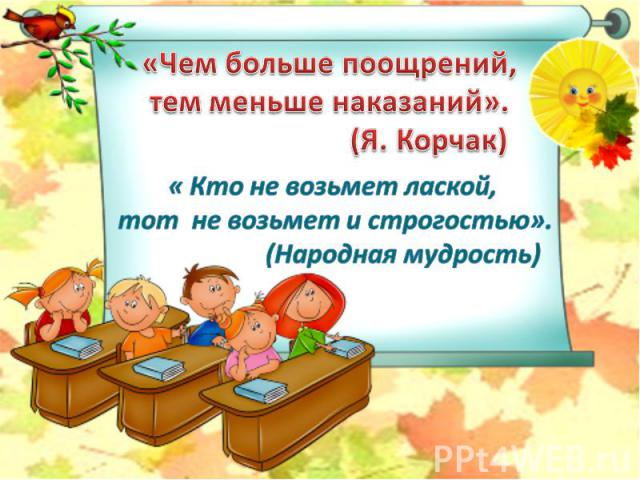 «Чем больше поощрений,
тем меньше наказаний».
(Я. Корчак)
« Кто не возьмет лаской,
тот  не возьмет и строгостью».
(Народная мудрость)
PPt4WEB.ru